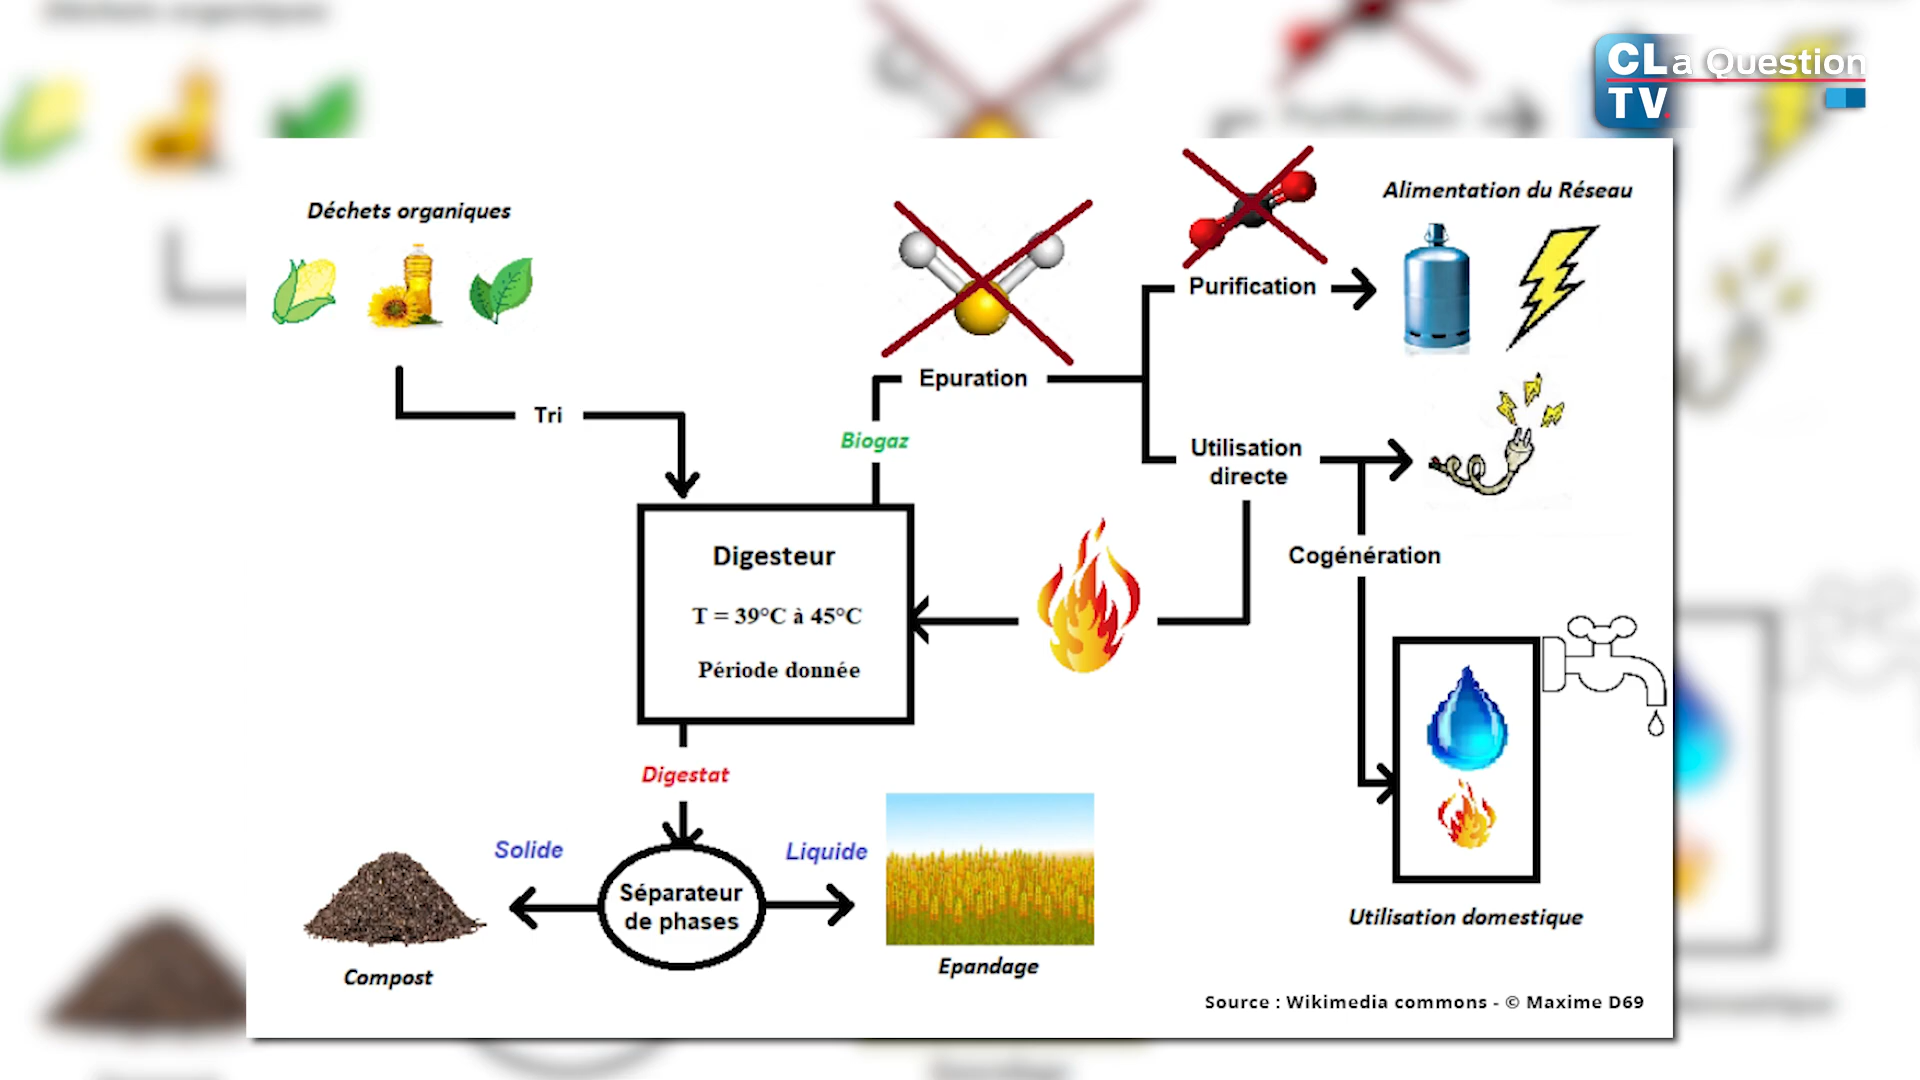 CLa Question
TV.
Déchets organiques
Alimentation du Réseau
Purification
Epuration
Tri
Biogaz
Utilisation
directe
Digesteur
T = 39°C à 45°C
Période donnée
Cogénération
Digestat
Solide
Liquide
Séparateur
de phases
Compost
Epandage
Utilisation domestique
Source : Wikimedia commons - © Maxime D69